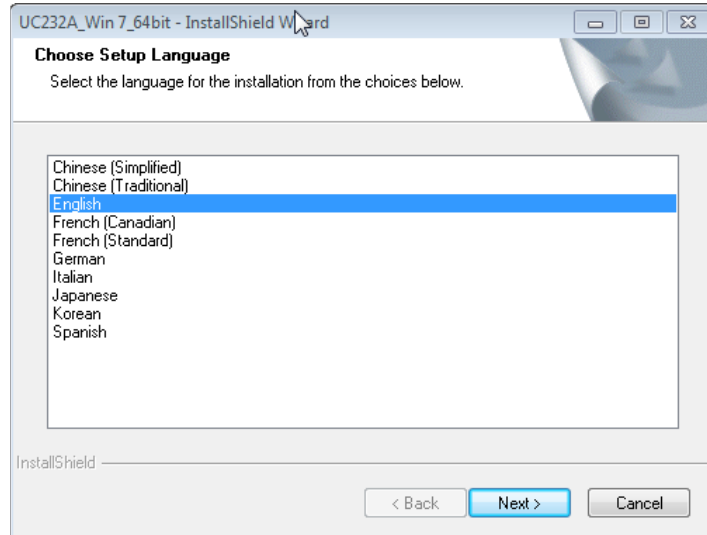 UC232A_Win 7_64bit - InstallShield Wizard
Choose Setup Language
Select the language for the installation from the choices below.
Chinese (Simplified)
Chinese (Traditional)
English
French (Canadian)
French (Standard)
German
Italian
Japanese
Korean
Spanish
InstallShield
< Back Next > Cancel